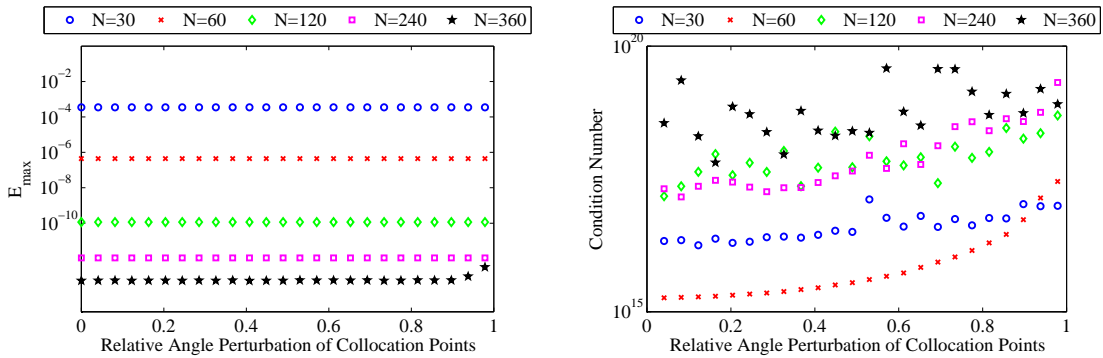 N=30 N=60 N=120 N=240 N=360
10^-2
10^-4
10^-6
10^-8
10^-10
E_max
0 0.2 0.4 0.6 0.8 1
Relative Angle Perturbation of Collocation Points
N=30 N=60 N=120 N=240 N=360
10^20
10^15
Condition Number
0 0.2 0.4 0.6 0.8 1
Relative Angle Perturbation of Collocation Points